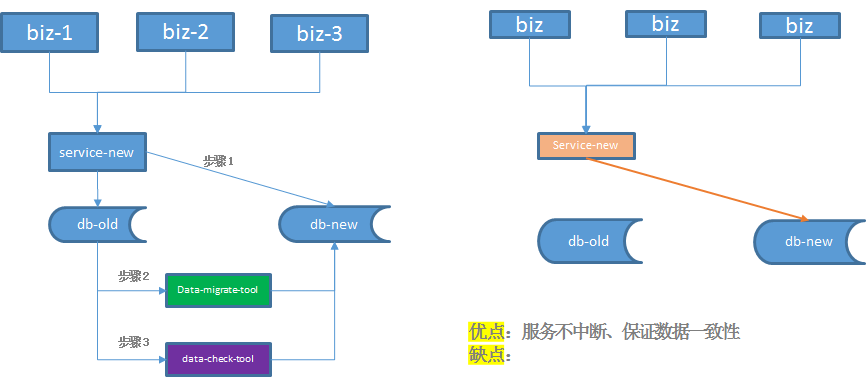 biz-1
biz-2
biz-3
service-new
步骤1
db-old
db-new
步骤2
Data-migrate-tool
步骤3
data-check-tool
biz
biz
biz
Service-new
db-old
db-new
优点：服务不中断、保证数据一致性
缺点：